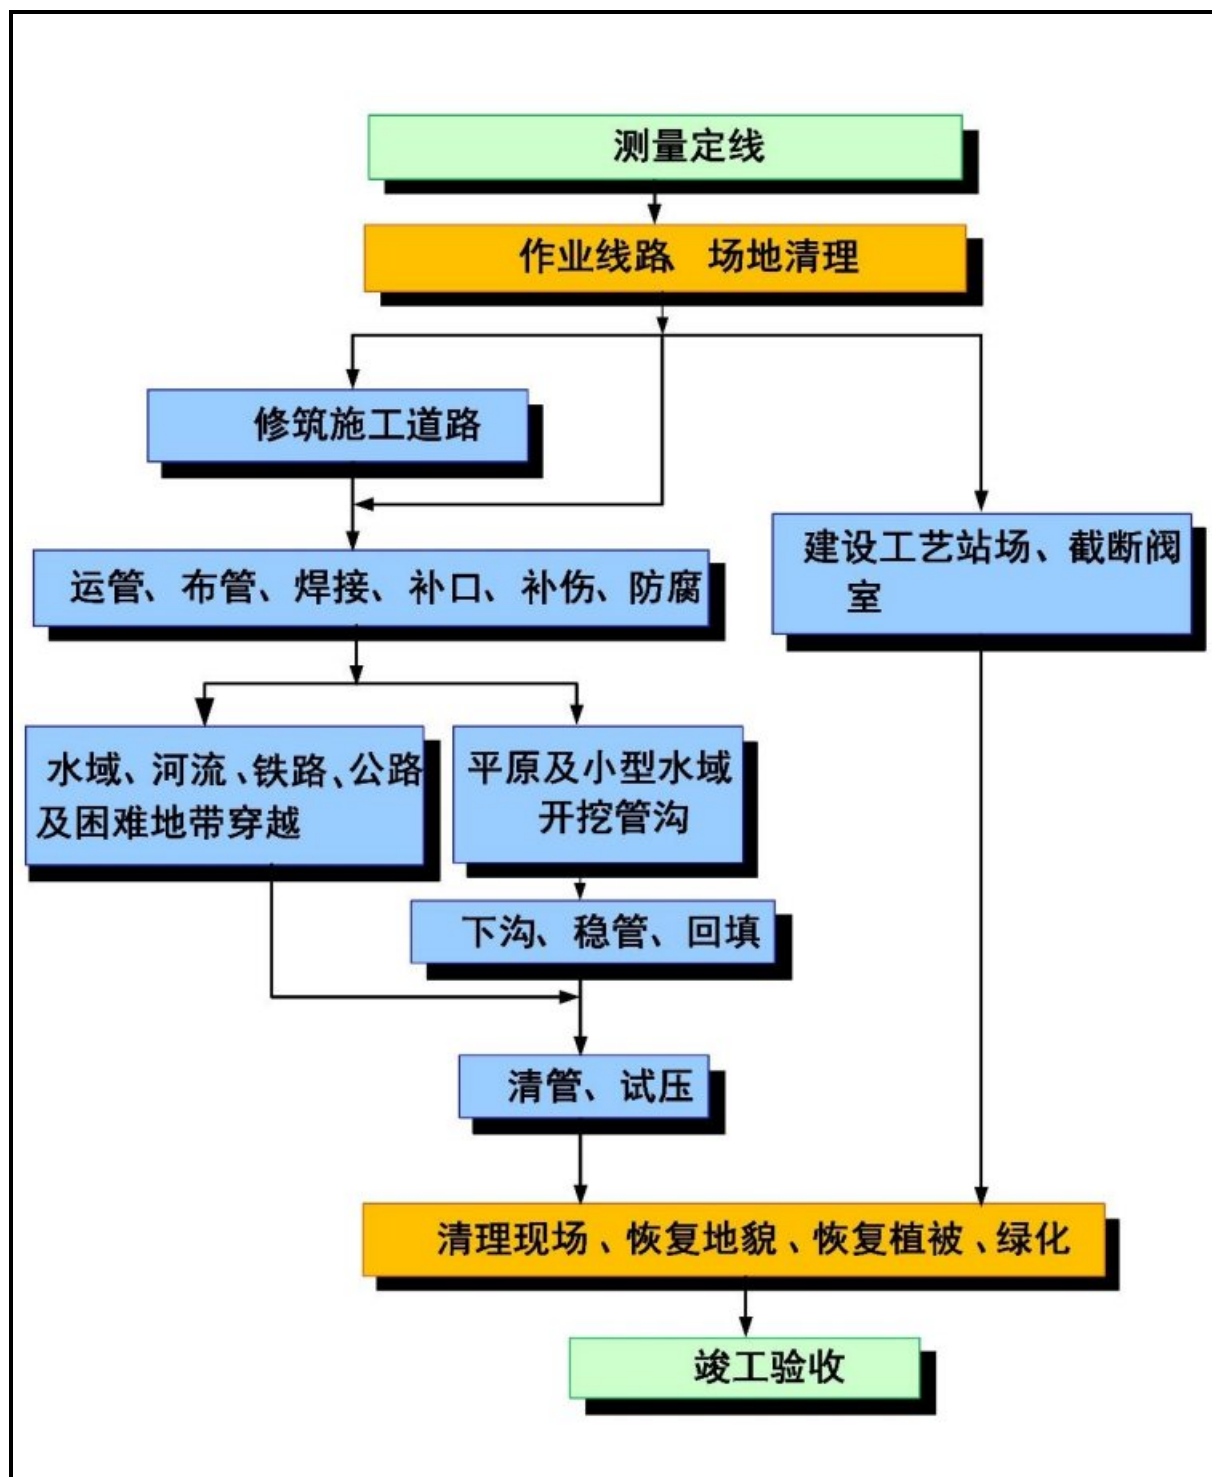 测量定线
作业线路、场地清理
修筑施工道路
建设工艺站场、截断阀
室
运管、布管、焊接、补口、补伤、防腐
水域、河流、铁路、公路
及困难地带穿越
平原及小型水域
开挖管沟
下沟、稳管、回填
清管、试压
清理现场、恢复地貌、恢复植被、绿化
竣工验收